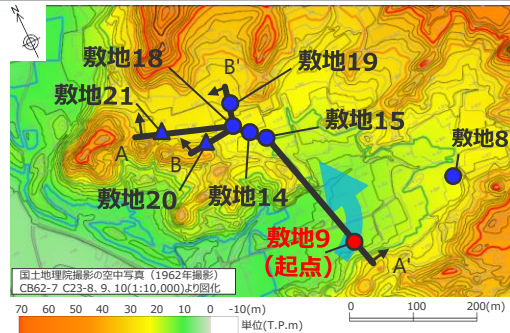 N
敷地18
B'
敷地19
敷地21
敷地15
A
B
敷地8
敷地20
敷地14
敷地9
(起点)
A'
国土地理院撮影の空中写真（1962年撮影）
CB62-7 C23-8、9、10(1:10,000)より図化
0 100 200(m)
70 60 50 40 30 20 10 0 -10(m)
単位(T.P.m)